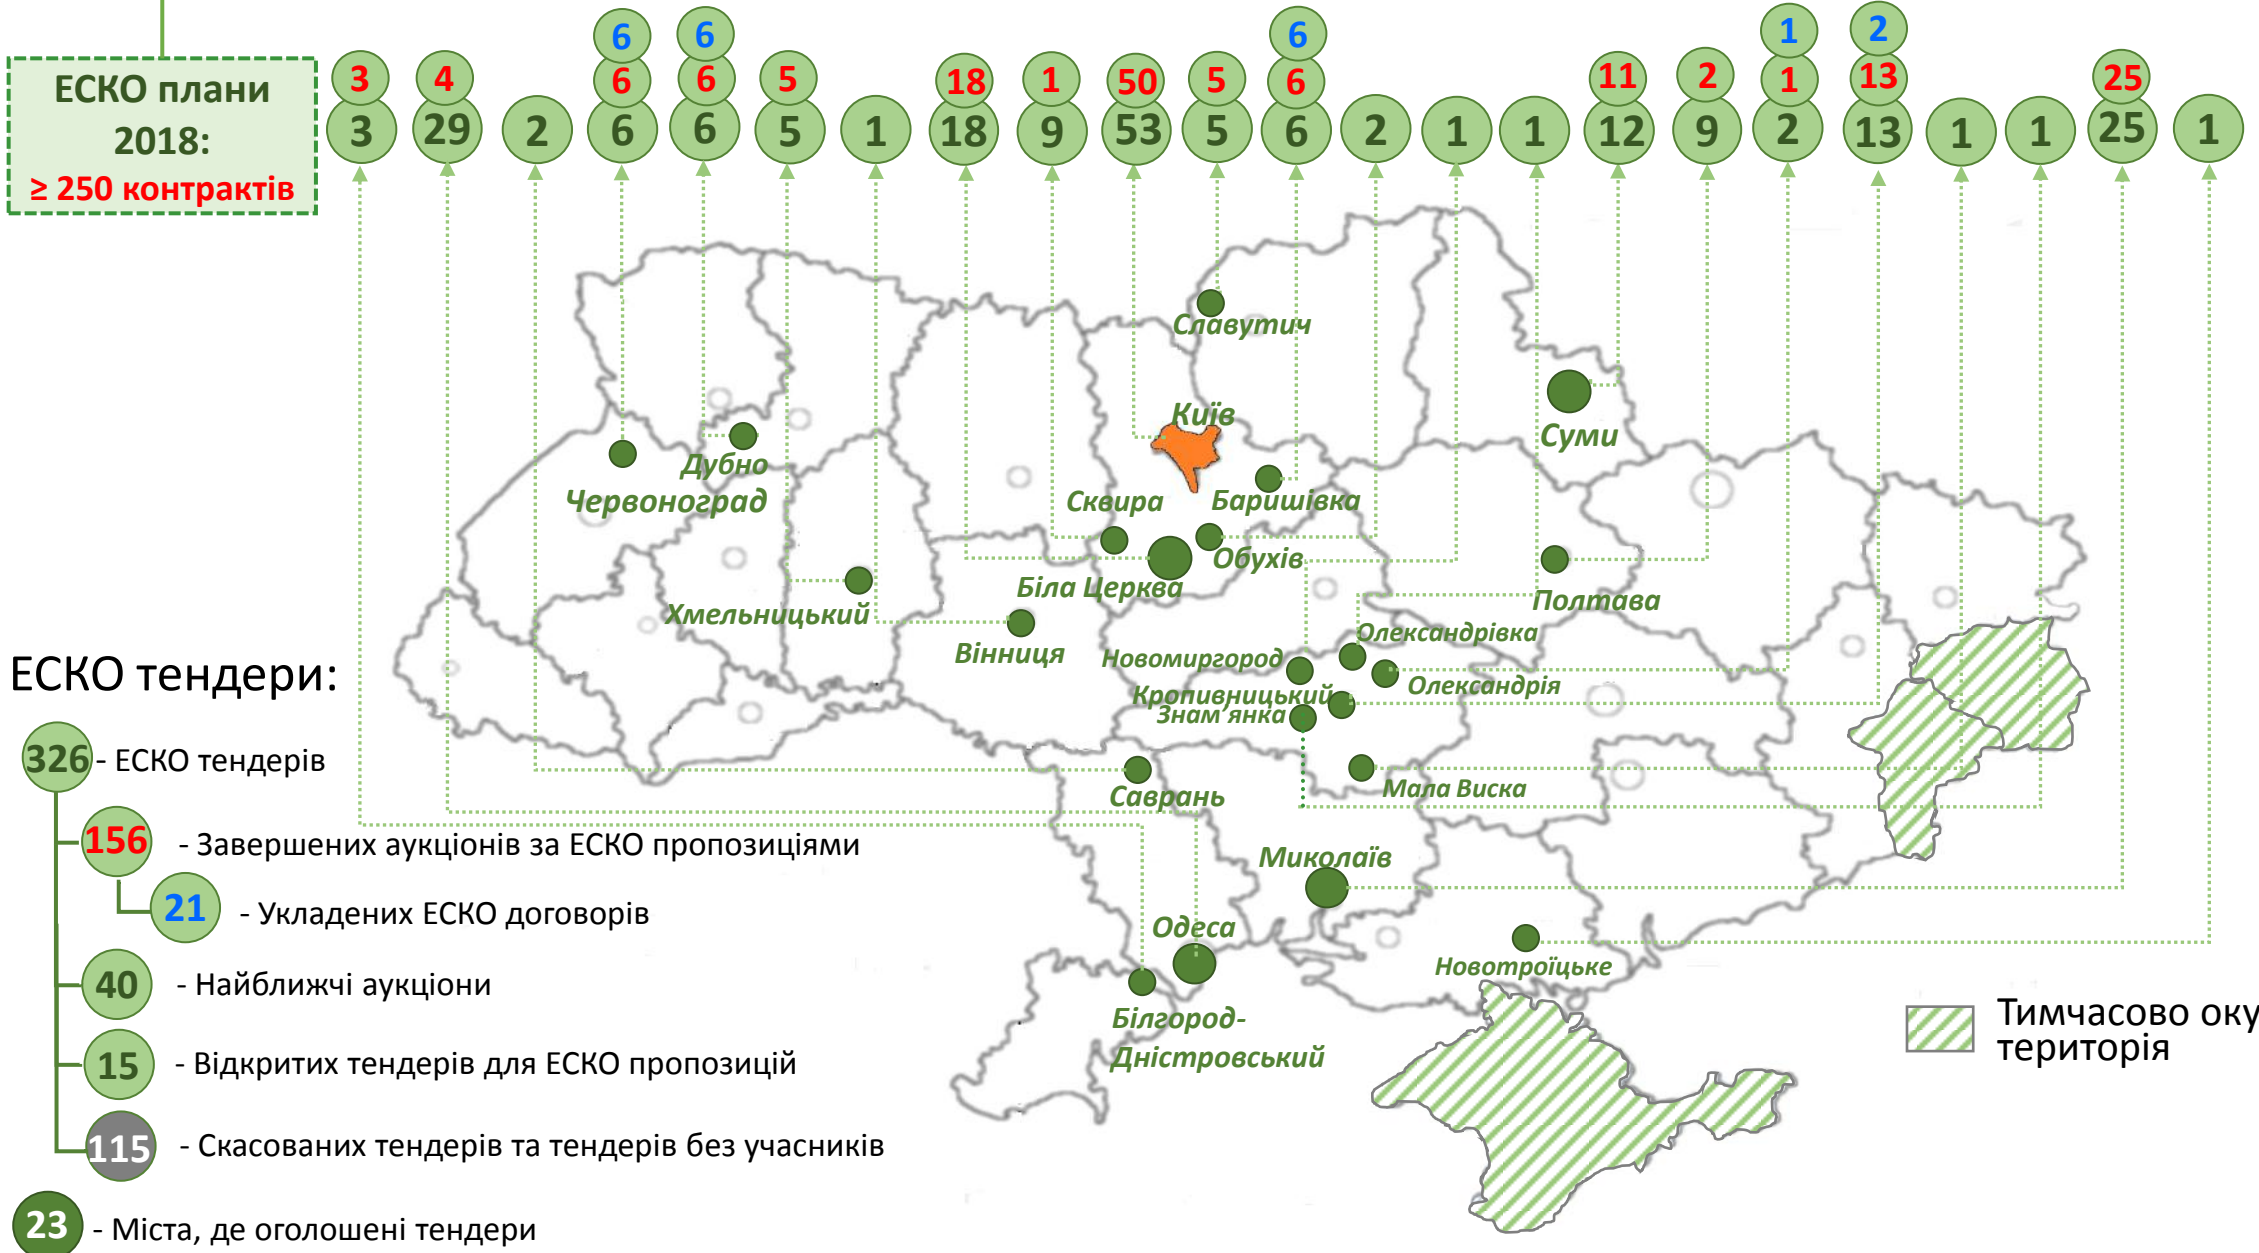 6 6 6 1 2
3 4 6 6 5 18 1 50 5 6 11 2 1 13 25
3 29 2 6 6 5 1 18 9 53 5 6 2 1 1 12 9 2 13 1 1 25 1
ЕСКО плани
2018:
≥ 250 контрактів
Славутич
Київ
Суми
Дубно
Червоноград
Сквира
Баришівка
Обухів
Біла Церква
Хмельницький
Полтава
Вінниця
Олександрівка
Новомиргород
Олександрія
Кропивницький
Знам'янка
Саврань
Мала Виска
Миколаїв
Одеса
Новотроїцьке
Білгород-
Дністровський
ЕСКО тендери:
326 - ЕСКО тендерів
156 - Завершених аукціонів за ЕСКО пропозиціями
21 - Укладених ЕСКО договорів
40 - Найближчі аукціони
15 - Відкритих тендерів для ЕСКО пропозицій
115 - Скасованих тендерів та тендерів без учасників
23 - Міста, де оголошені тендери
Тимчасово оку
територія